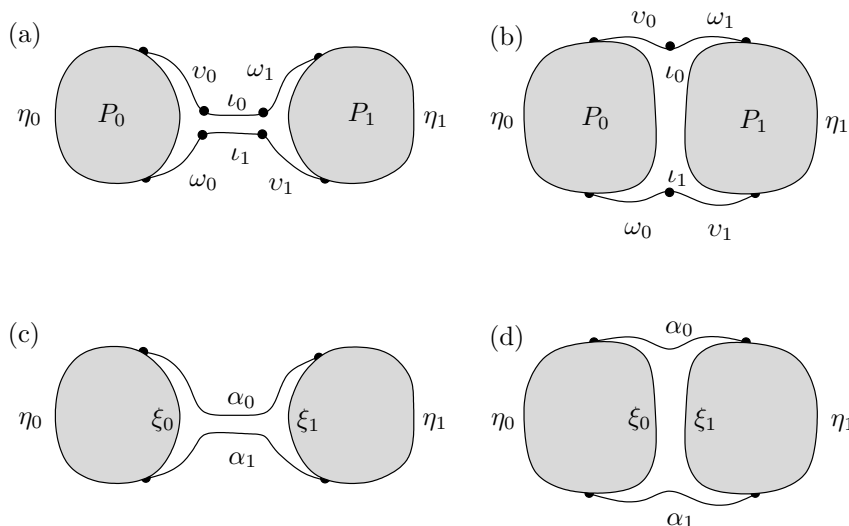 (a) υ₀ ω₁ ι₀ η₀ P₀ P₁ η₁ ι₁ ω₀ υ₁
(b) υ₀ ω₁ ι₀ η₀ P₀ P₁ η₁ ι₁ ω₀ υ₁
(c) α₀ η₀ ξ₀ ξ₁ η₁ α₁
(d) α₀ η₀ ξ₀ ξ₁ η₁ α₁